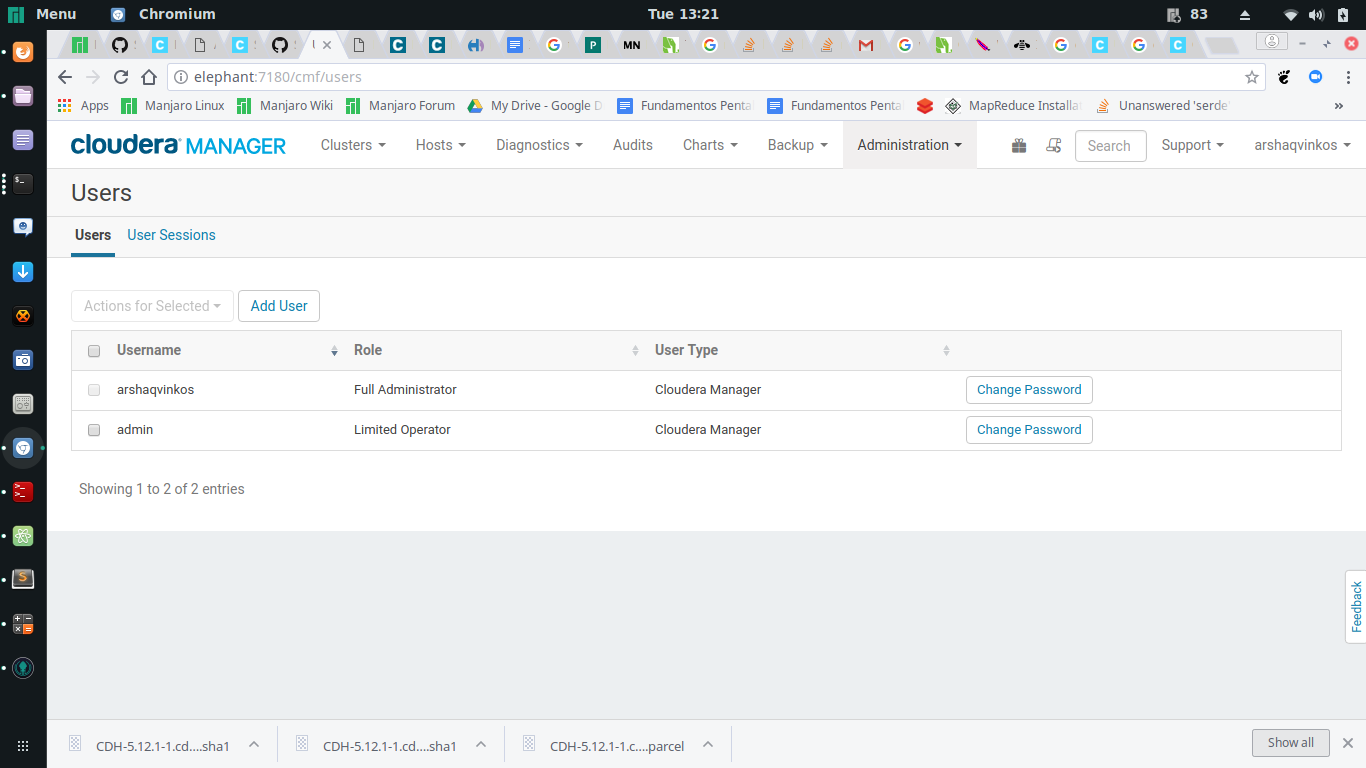 Menu Chromium Tue 13:21 83
elephant:7180/cmf/users
Apps Manjaro Linux Manjaro Wiki Manjaro Forum My Drive - Google D Fundamentos Penta Fundamentos Penta MapReduce Installa Unanswered 'serde' »
cloudera MANAGER Clusters Hosts Diagnostics Audits Charts Backup Administration Search Support arshaqvinkos
Users
Users User Sessions
Actions for Selected Add User
Username Role User Type
arshaqvinkos Full Administrator Cloudera Manager Change Password
admin Limited Operator Cloudera Manager Change Password
Showing 1 to 2 of 2 entries
Feedback
CDH-5.12.1-1.cd....sha1 CDH-5.12.1-1.cd....sha1 CDH-5.12.1-1.c....parcel Show all